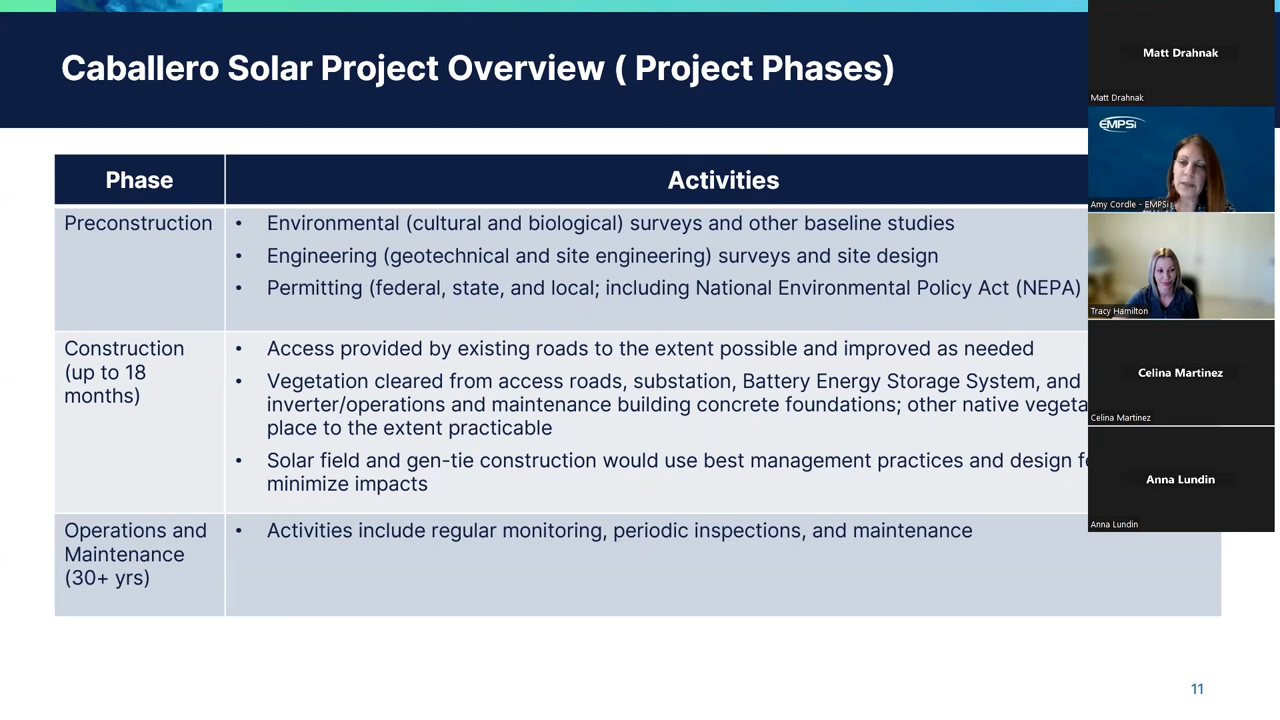 Caballero Solar Project Overview ( Project Phases)
Phase
Activities
Preconstruction
• Environmental (cultural and biological) surveys and other baseline studies
• Engineering (geotechnical and site engineering) surveys and site design
• Permitting (federal, state, and local; including National Environmental Policy Act (NEPA)
Construction
(up to 18
months)
• Access provided by existing roads to the extent possible and improved as needed
• Vegetation cleared from access roads, substation, Battery Energy Storage System, and
inverter/operations and maintenance building concrete foundations; other native
place to the extent practicable
• Solar field and gen-tie construction would use best management practices and design
minimize impacts
Operations and
Maintenance
(30+ yrs)
• Activities include regular monitoring, periodic inspections, and maintenance
11
Matt Drahnak
Matt Drahnak
EMPSi
Amy Cordle - EMPSi
Tracy Hamilton
Celina Martinez
Celina Martinez
Anna Lundin
Anna Lundin